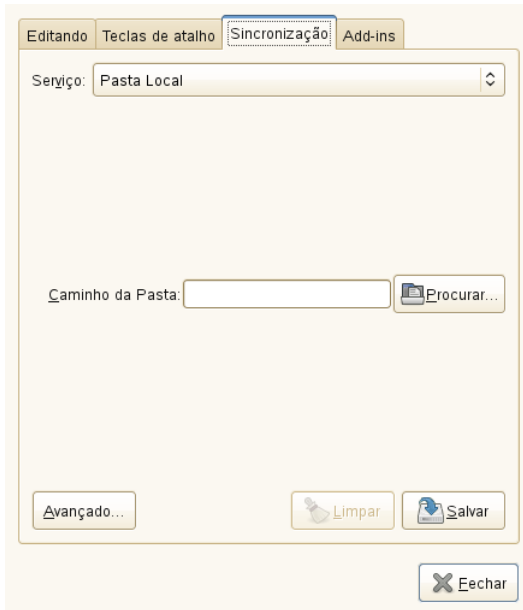 Editando Teclas de atalho Sincronização Add-ins
Serviço: Pasta Local
Caminho da Pasta: Procurar...
Avançado... Limpar Salvar
Fechar